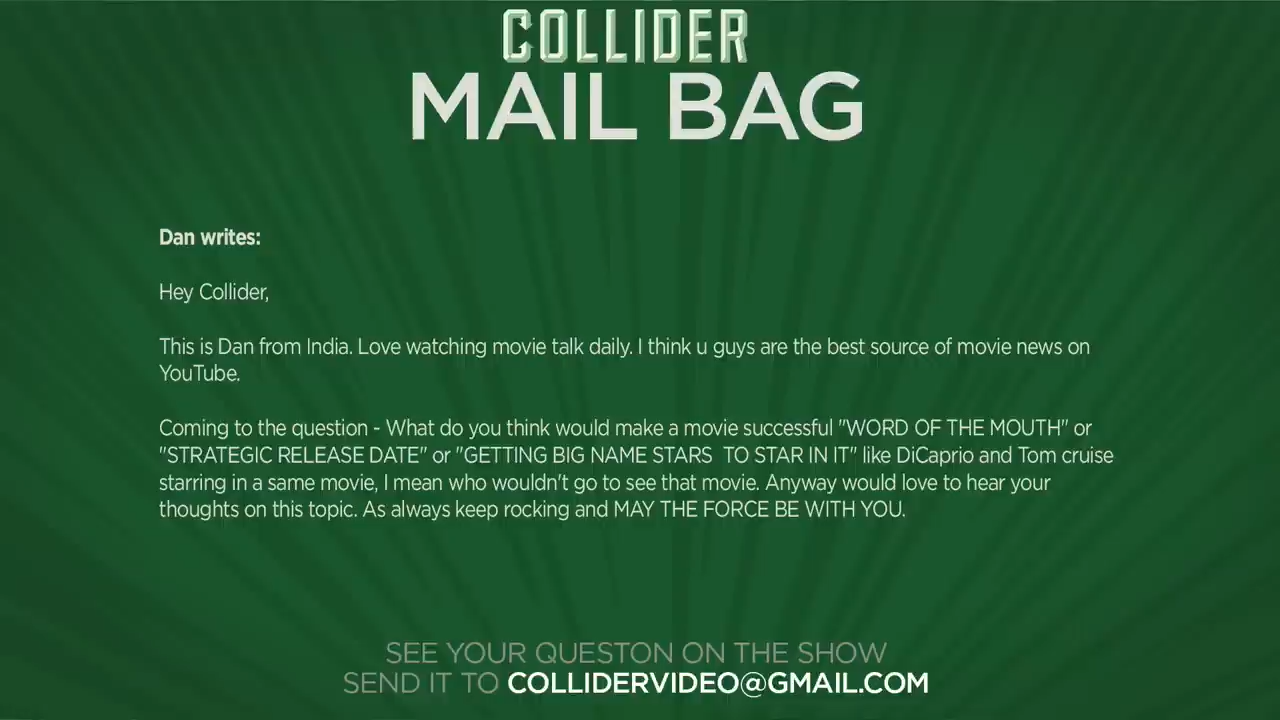 COLLIDER
MAIL BAG
Dan writes:
Hey Collider,
This is Dan from India. Love watching movie talk daily. I think u guys are the best source of movie news on
YouTube.
Coming to the question - What do you think would make a movie successful "WORD OF THE MOUTH" or
"STRATEGIC RELEASE DATE" or "GETTING BIG NAME STARS  TO STAR IN IT" like DiCaprio and Tom cruise
starring in a same movie, I mean who wouldn't go to see that movie. Anyway would love to hear your
thoughts on this topic. As always keep rocking and MAY THE FORCE BE WITH YOU.
SEE YOUR QUESTON ON THE SHOW
SEND IT TO COLLIDERVIDEO@GMAIL.COM